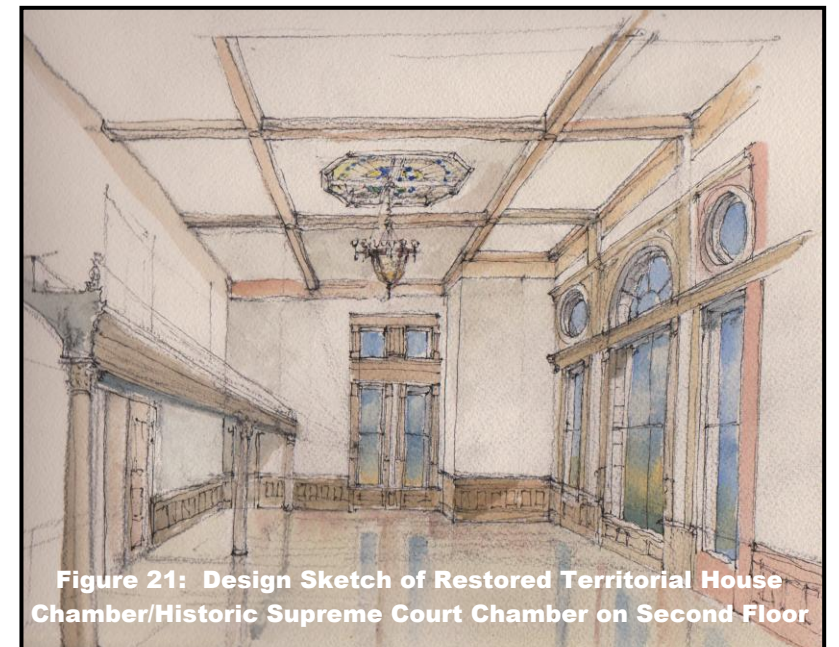 Figure 21:  Design Sketch of Restored Territorial House
Chamber/Historic Supreme Court Chamber on Second Floor